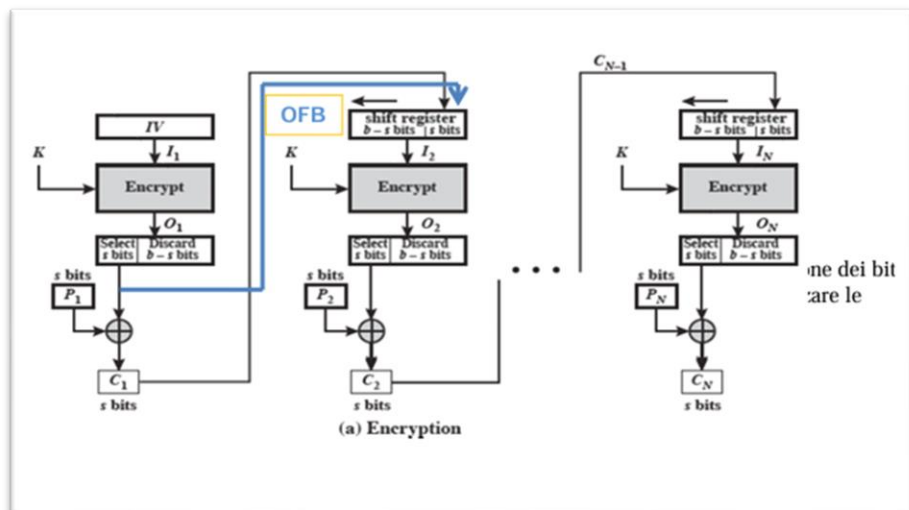 C_{N-1}
OFB
IV
shift register
b – s bits | s bits
shift register
b – s bits | s bits
K
I_1
K
I_2
K
I_N
Encrypt
Encrypt
Encrypt
O_1
O_2
O_N
Select Discard
s bits b – s bits
Select Discard
s bits b – s bits
Select Discard
s bits b – s bits
one dei bit
s bits
s bits
• • •
s bits
P_1
P_2
P_N
zare le
C_1
C_2
C_N
s bits
s bits
s bits
(a) Encryption